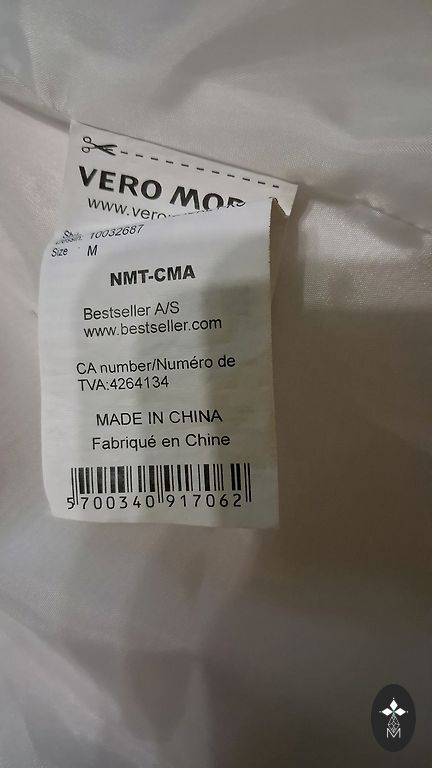 VERO MOD
www.vero
10032687
Size M
NMT-CMA
Bestseller A/S
www.bestseller.com
CA number/Numéro de
TVA:4264134
MADE IN CHINA
Fabriqué en Chine
5700340917062
M